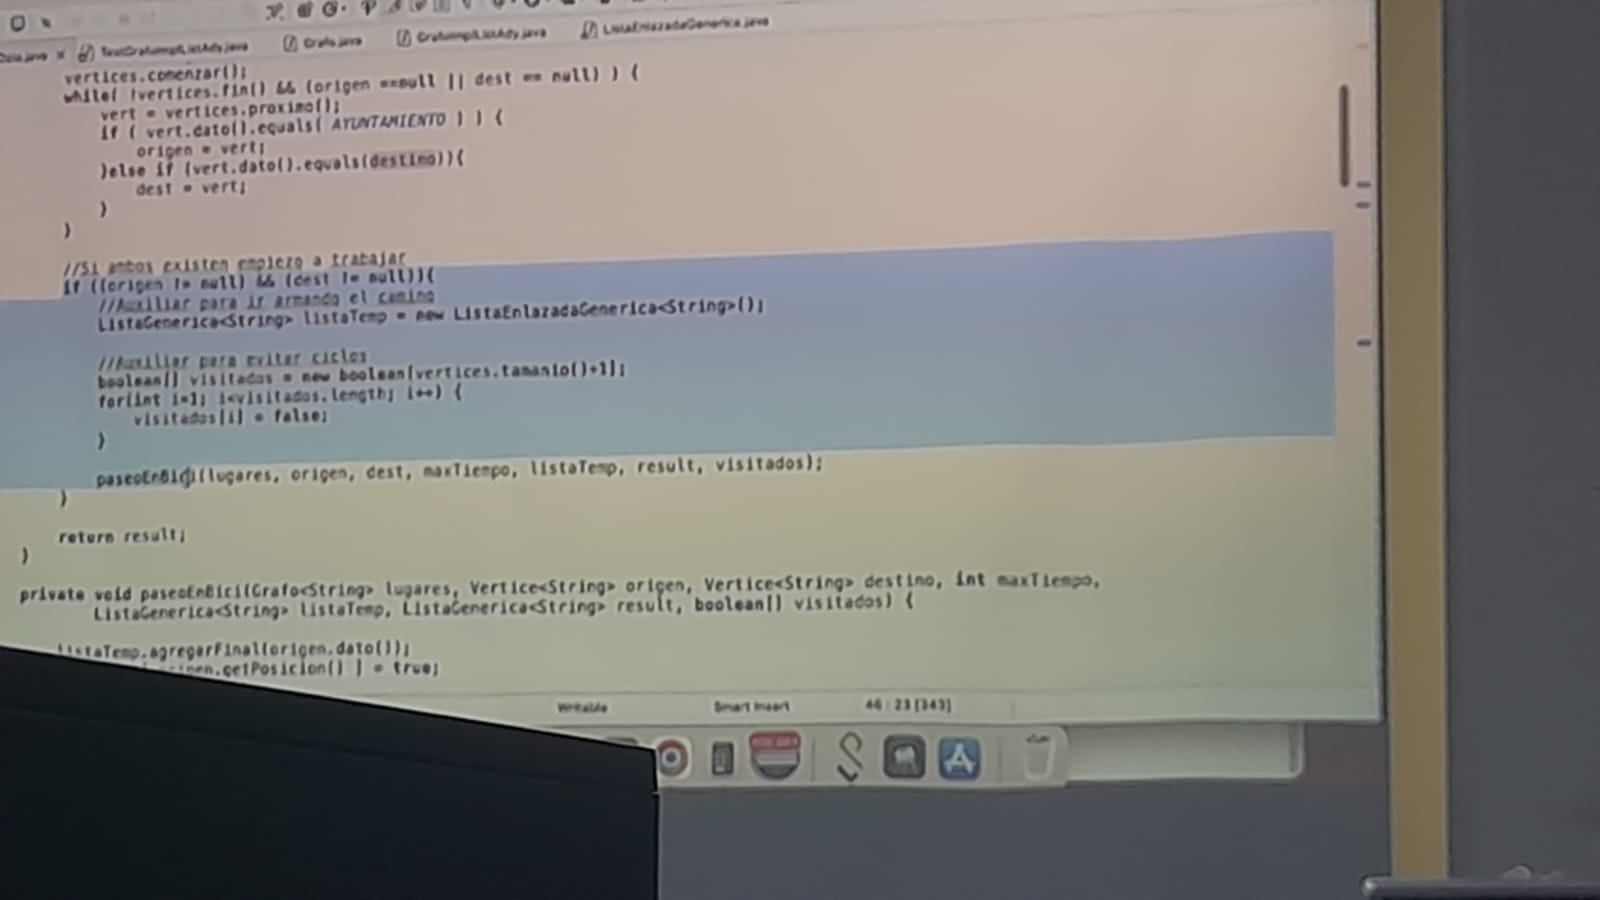 TestGrafoImplListAdy.java Grafo.java GrafoImplListAdy.java ListaEnlazadaGenerica.java
vertices.comenzar();
while( !vertices.fin() && (origen ==null || dest == null) ) {
vert = vertices.proximo();
if ( vert.dato().equals( AYUNTAMIENTO ) ) {
origen = vert;
}else if (vert.dato().equals(destino)){
dest = vert;
}
}
//Si ambos existen empiezo a trabajar
if ((origen != null) && (dest != null)){
//Auxiliar para ir armando el camino
ListaGenerica<String> listaTemp = new ListaEnlazadaGenerica<String>();
//Auxiliar para evitar ciclos
boolean[] visitados = new boolean[vertices.tamanio()+1];
for(int i=1; i<visitados.length; i++) {
visitados[i] = false;
}
paseoEnBici(lugares, origen, dest, maxTiempo, listaTemp, result, visitados);
}
return result;
}
private void paseoEnBici(Grafo<String> lugares, Vertice<String> origen, Vertice<String> destino, int maxTiempo,
ListaGenerica<String> listaTemp, ListaGenerica<String> result, boolean[] visitados) {
listaTemp.agregarFinal(origen.dato());
.getPosicion() ] = true;
Writable Smart Insert 46 : 23 [343]